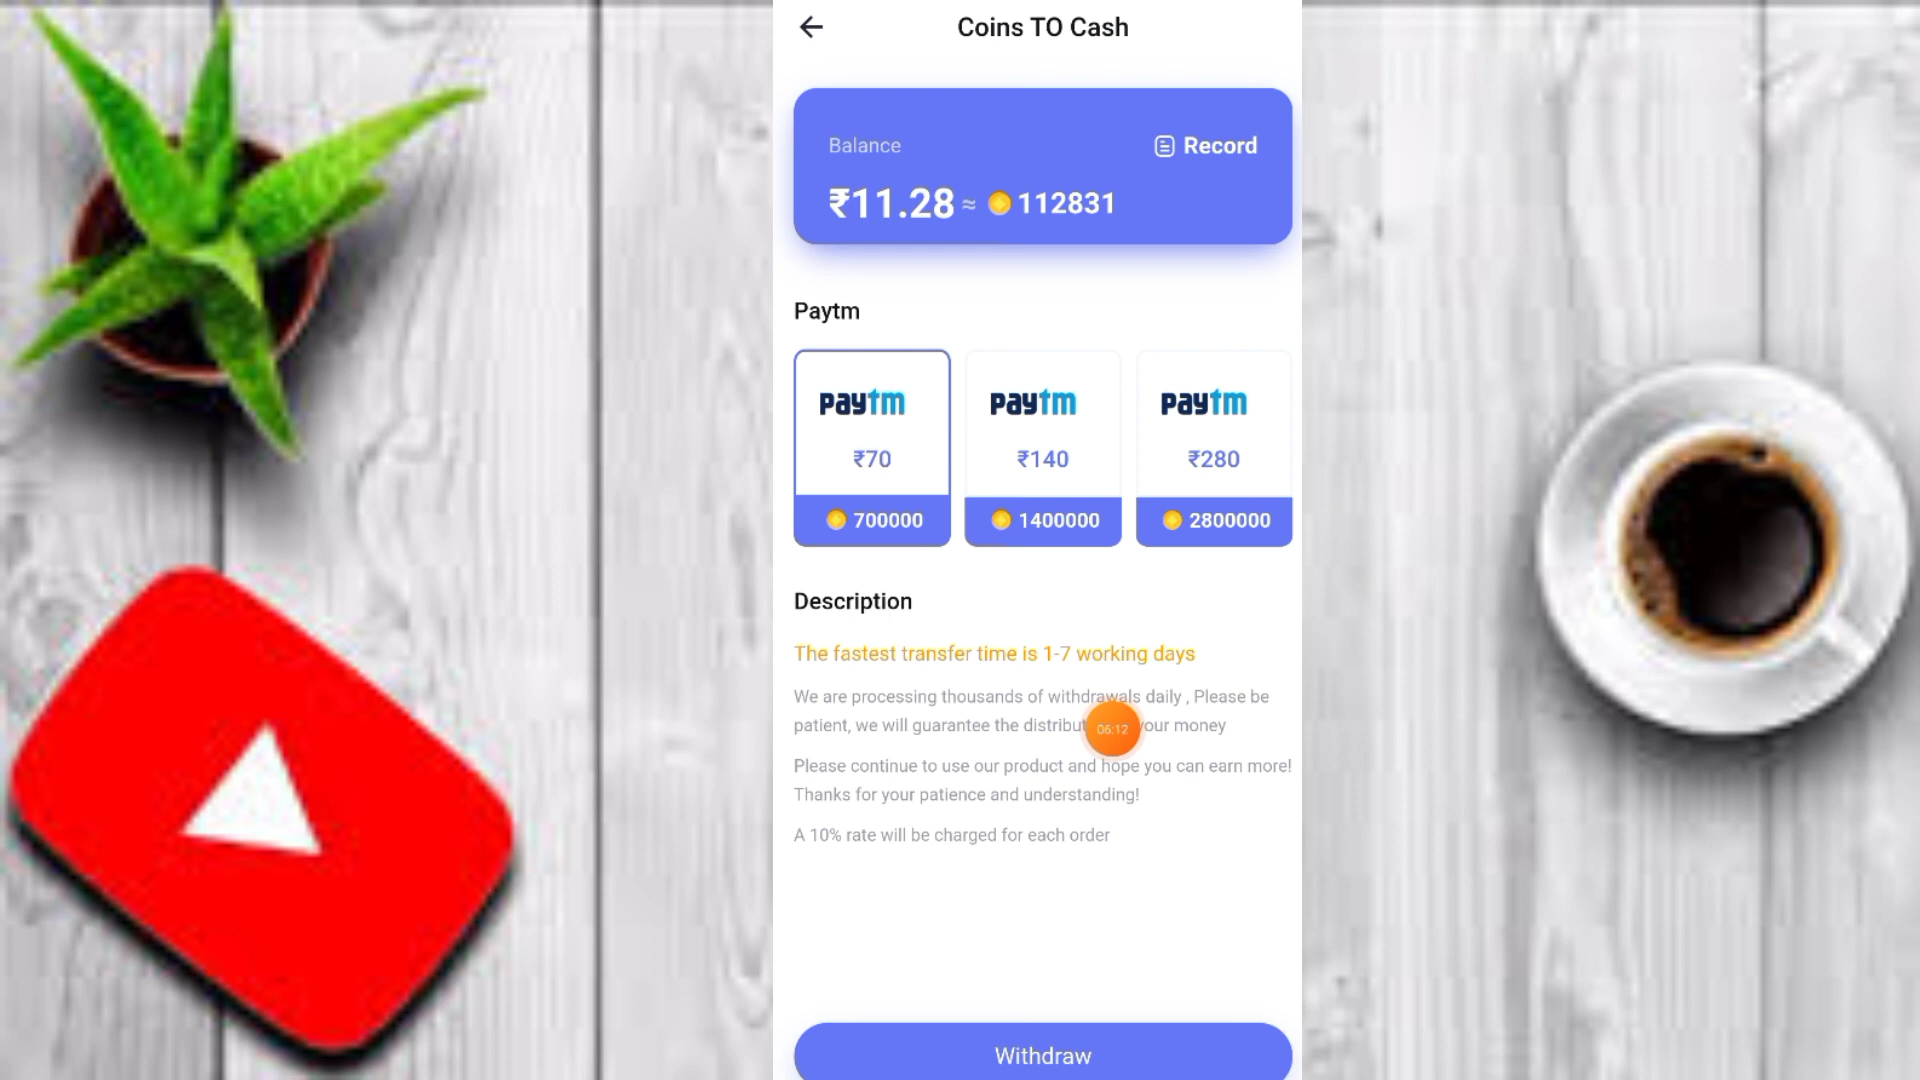 Coins TO Cash
Balance
Record
₹11.28 ≈ 112831
Paytm
paytm paytm paytm
₹70 ₹140 ₹280
700000 1400000 2800000
Description
The fastest transfer time is 1-7 working days
We are processing thousands of withdrawals daily , Please be
patient, we will guarantee the distribut your money
06:12
Please continue to use our product and hope you can earn more!
Thanks for your patience and understanding!
A 10% rate will be charged for each order
Withdraw